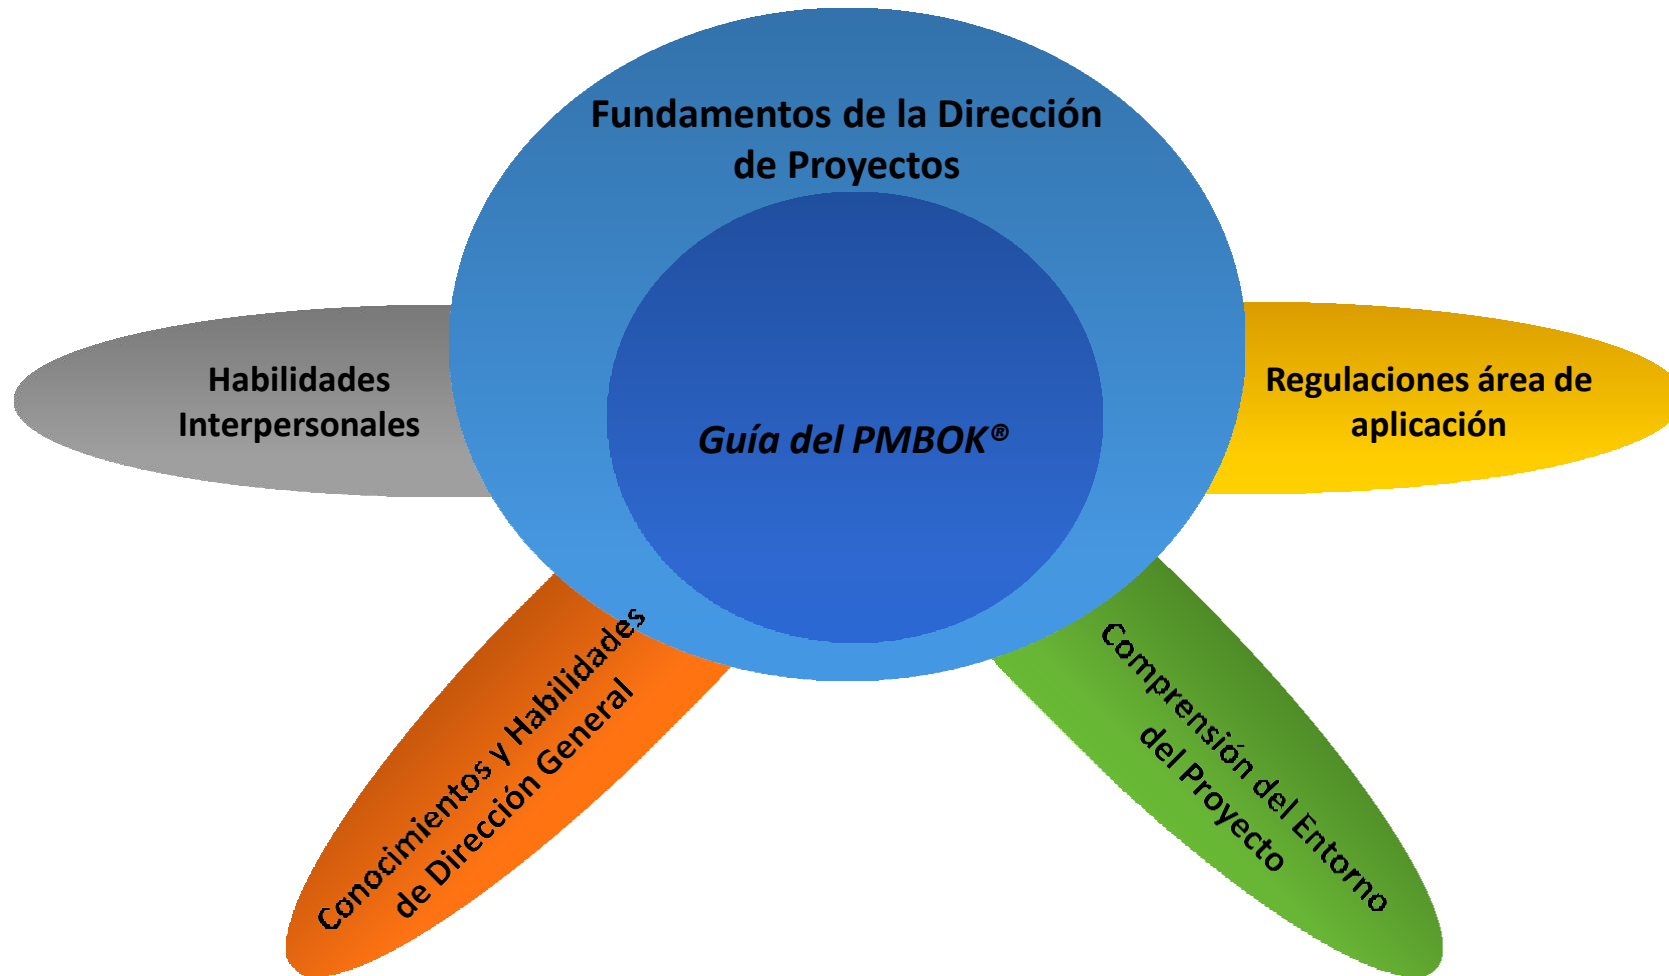 Fundamentos de la Dirección
de Proyectos
Habilidades
Interpersonales
Guía del PMBOK®
Regulaciones área de
aplicación
Conocimientos y Habilidades
de Dirección General
Comprensión del Entorno
del Proyecto